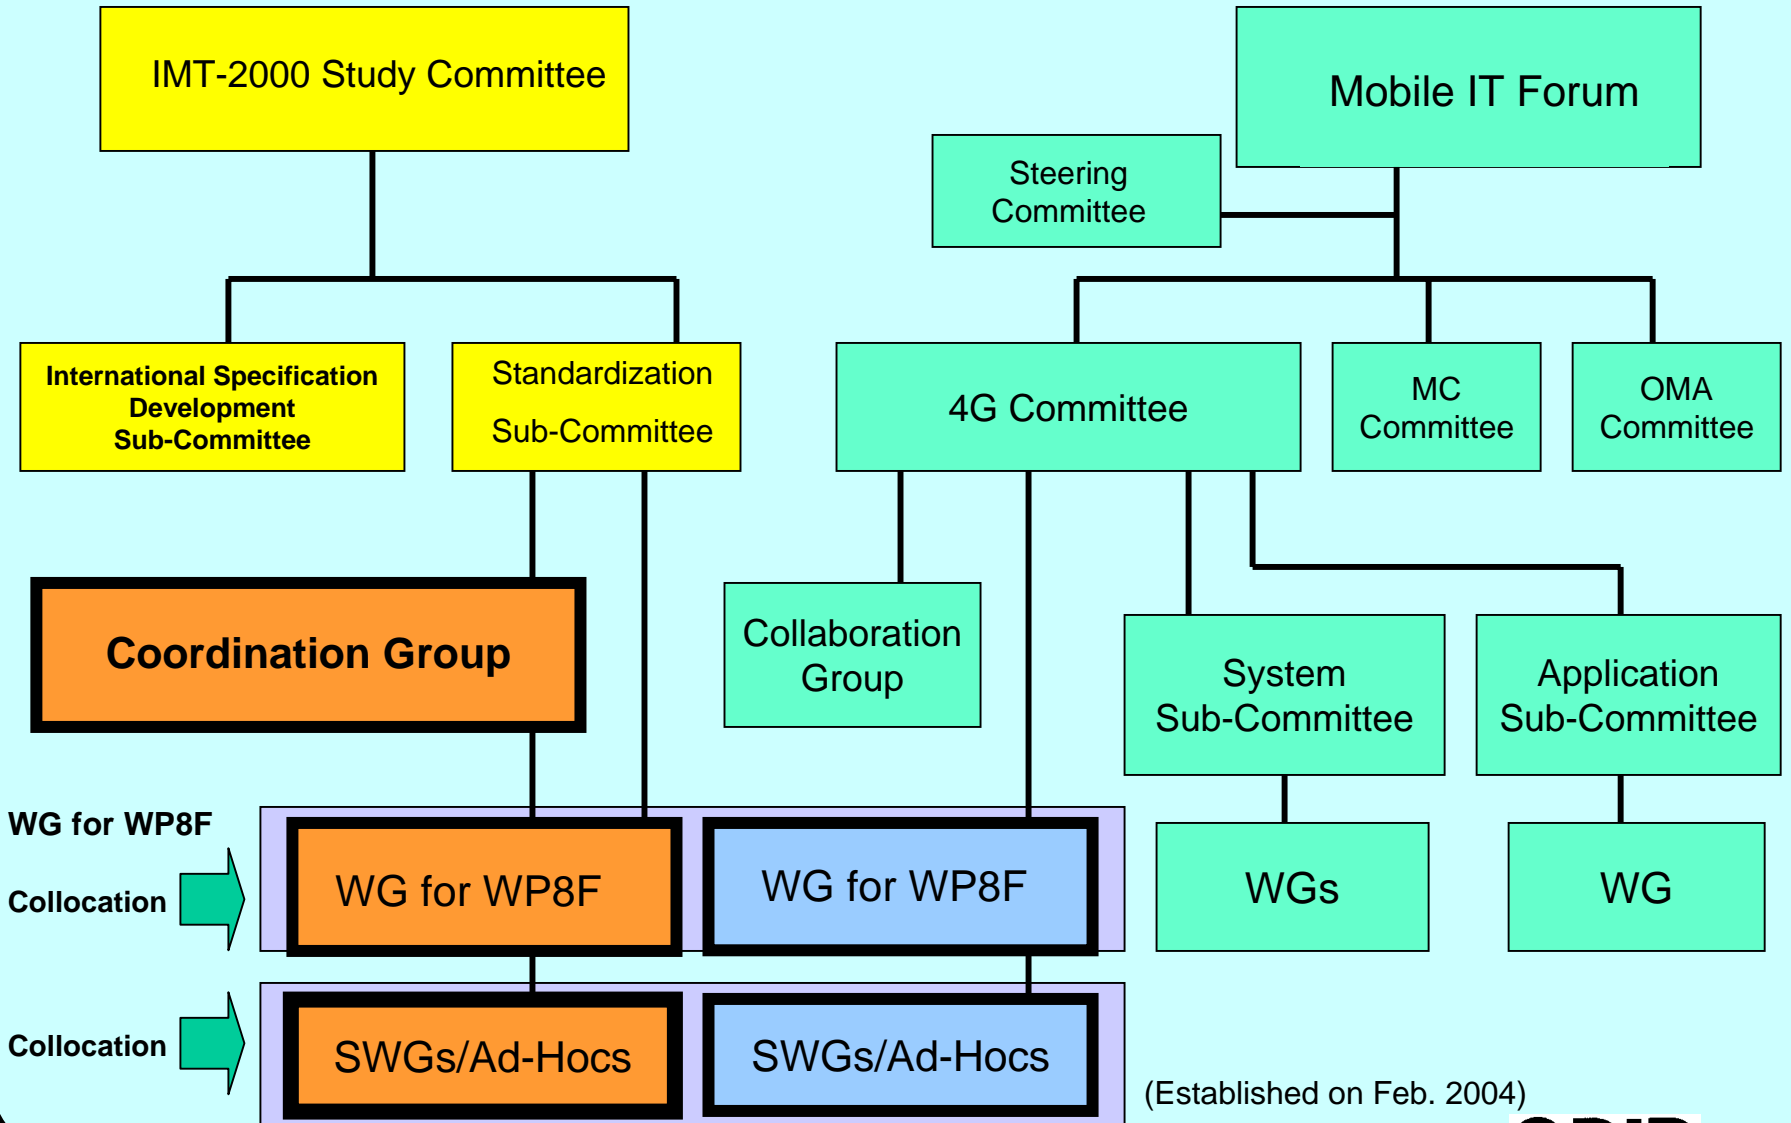 IMT-2000 Study Committee
Mobile IT Forum
Steering
Committee
International Specification
Development
Sub-Committee
Standardization
Sub-Committee
4G Committee
MC
Committee
OMA
Committee
Coordination Group
Collaboration
Group
System
Sub-Committee
Application
Sub-Committee
WG for WP8F
Collocation
WG for WP8F
WG for WP8F
WGs
WG
Collocation
SWGs/Ad-Hocs
SWGs/Ad-Hocs
(Established on Feb. 2004)